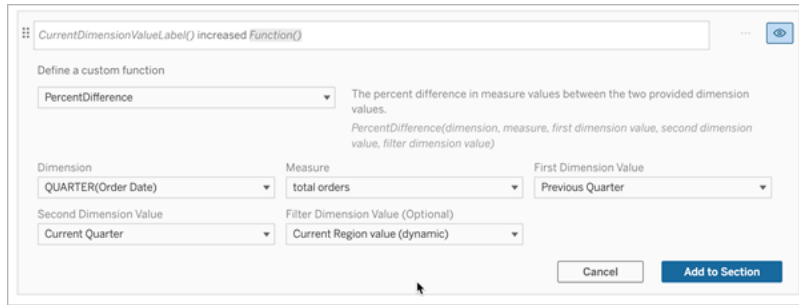 CurrentDimensionValueLabel() increased Function()
Define a custom function
PercentDifference
The percent difference in measure values between the two provided dimension
values.
PercentDifference(dimension, measure, first dimension value, second dimension
value, filter dimension value)
Dimension Measure First Dimension Value
QUARTER(Order Date) total orders Previous Quarter
Second Dimension Value Filter Dimension Value (Optional)
Current Quarter Current Region value (dynamic)
Cancel Add to Section